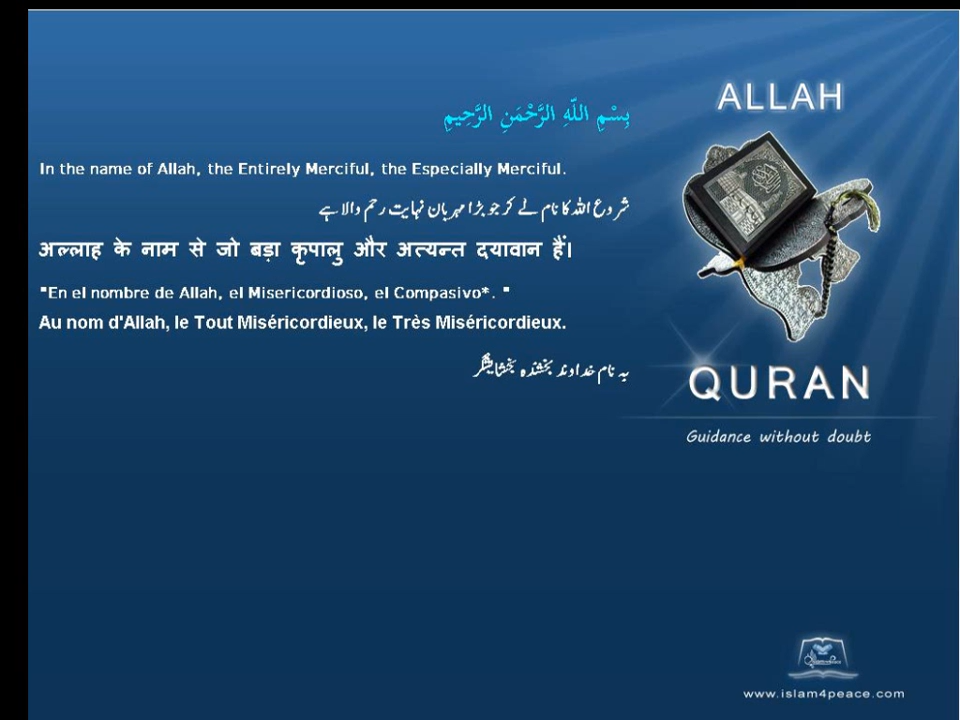 بِسْمِ اللّهِ الرَّحْمَنِ الرَّحِيمِ
In the name of Allah, the Entirely Merciful, the Especially Merciful.
شروع الله کا نام لے کر جو بڑا مہربان نہایت رحم والا ہے
अल्लाह के नाम से जो बड़ा कृपालु और अत्यन्त दयावान हैं।
"En el nombre de Allah, el Misericordioso, el Compasivo*. "
Au nom d'Allah, le Tout Miséricordieux, le Très Miséricordieux.
به نام خداوند بخشنده بخشایشگر
ALLAH
QURAN
Guidance without doubt
www.islam4peace.com